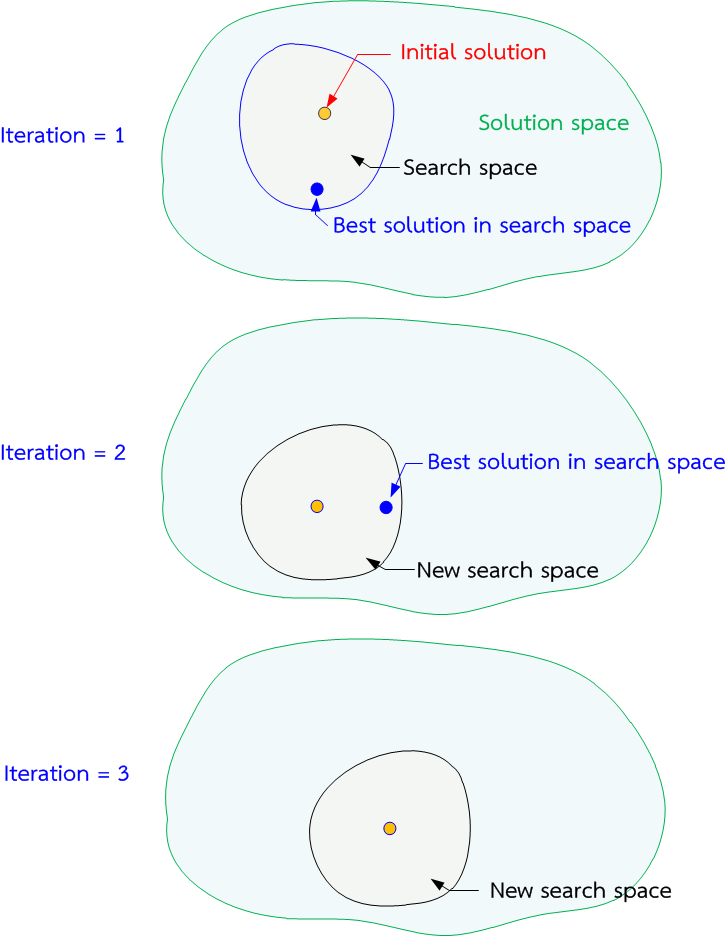 Initial solution
Solution space
Iteration = 1
Search space
Best solution in search space
Iteration = 2
Best solution in search space
New search space
Iteration = 3
New search space